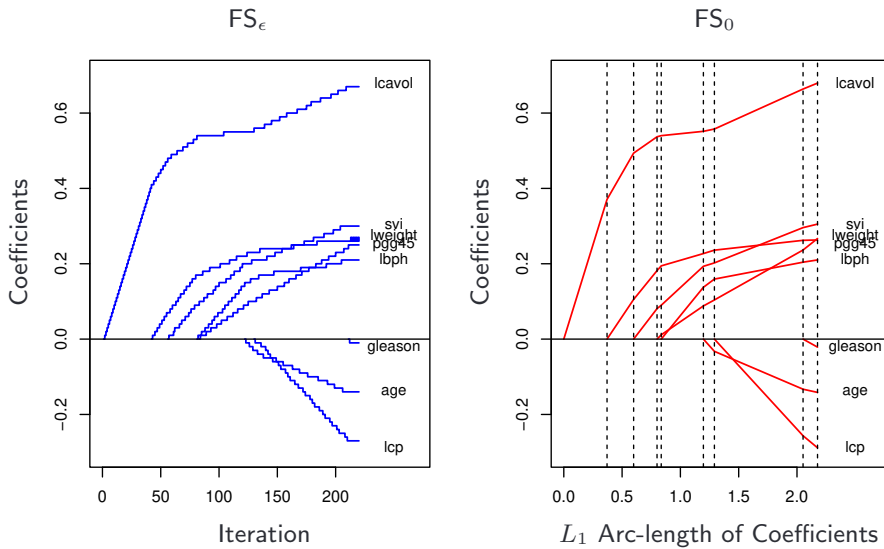 FSϵ
Coefficients
0.6
0.4
0.2
0.0
−0.2
lcavol
svi
lweight
pgg45
lbph
gleason
age
lcp
0 50 100 150 200
Iteration
FS0
Coefficients
0.6
0.4
0.2
0.0
−0.2
lcavol
svi
lweight
pgg45
lbph
gleason
age
lcp
0.0 0.5 1.0 1.5 2.0
L1 Arc-length of Coefficients